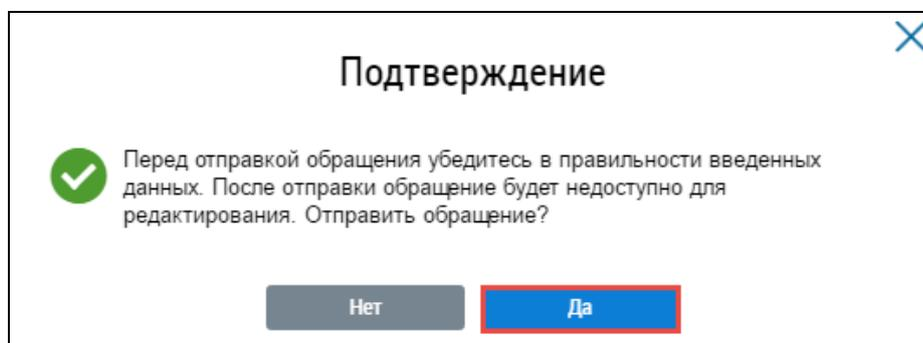 Подтверждение
Перед отправкой обращения убедитесь в правильности введенных
данных. После отправки обращение будет недоступно для
редактирования. Отправить обращение?
Нет
Да